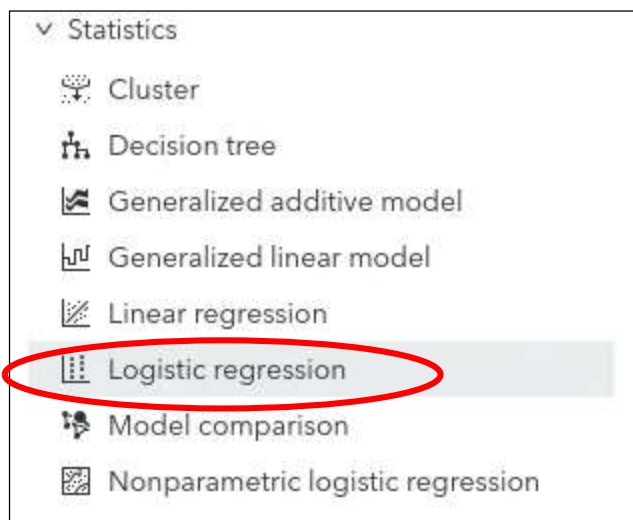 Statistics
Cluster
Decision tree
Generalized additive model
Generalized linear model
Linear regression
Logistic regression
Model comparison
Nonparametric logistic regression